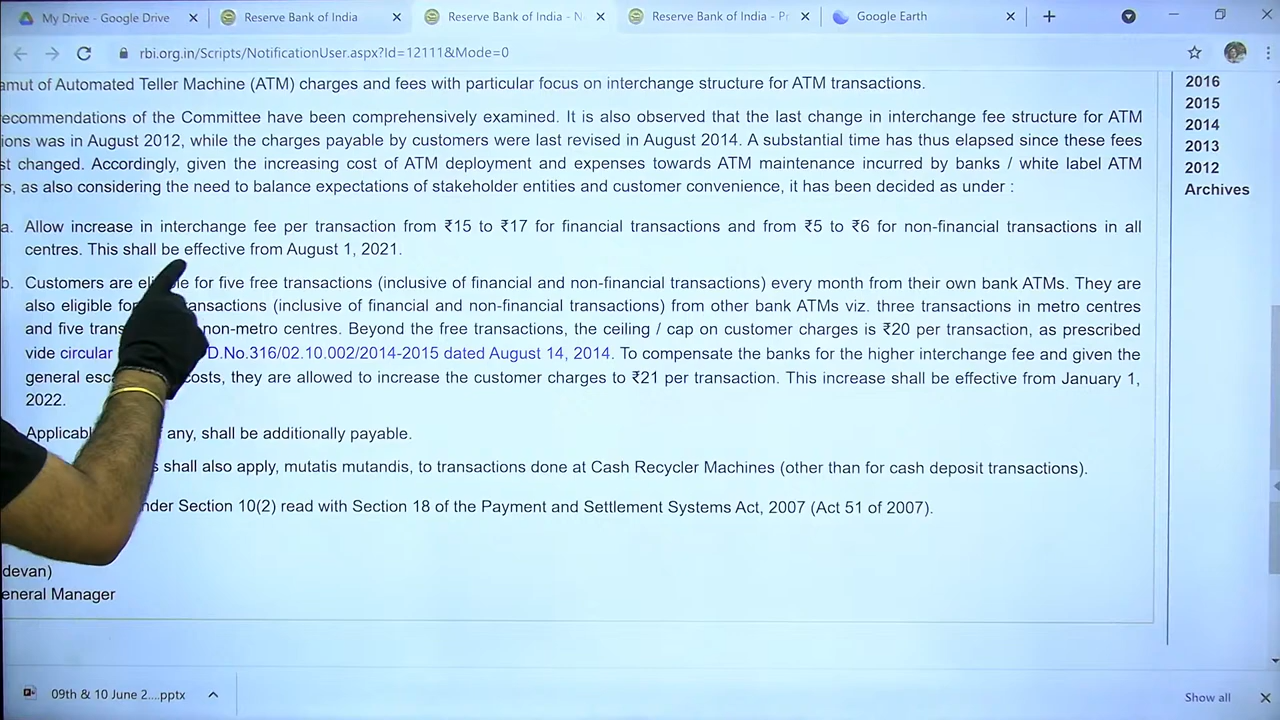 My Drive - Google Drive
Reserve Bank of India
Reserve Bank of India - N
Reserve Bank of India - Pr
Google Earth
rbi.org.in/Scripts/NotificationUser.aspx?Id=12111&Mode=0
amut of Automated Teller Machine (ATM) charges and fees with particular focus on interchange structure for ATM transactions.
ecommendations of the Committee have been comprehensively examined. It is also observed that the last change in interchange fee structure for ATM
ions was in August 2012, while the charges payable by customers were last revised in August 2014. A substantial time has thus elapsed since these fees
st changed. Accordingly, given the increasing cost of ATM deployment and expenses towards ATM maintenance incurred by banks / white label ATM
s, as also considering the need to balance expectations of stakeholder entities and customer convenience, it has been decided as under :
a. Allow increase in interchange fee per transaction from ₹15 to ₹17 for financial transactions and from ₹5 to ₹6 for non-financial transactions in all
centres. This shall be effective from August 1, 2021.
b. Customers are eligible for five free transactions (inclusive of financial and non-financial transactions) every month from their own bank ATMs. They are
also eligible for ansactions (inclusive of financial and non-financial transactions) from other bank ATMs viz. three transactions in metro centres
and five trans non-metro centres. Beyond the free transactions, the ceiling / cap on customer charges is ₹20 per transaction, as prescribed
vide circular D.No.316/02.10.002/2014-2015 dated August 14, 2014. To compensate the banks for the higher interchange fee and given the
general esc costs, they are allowed to increase the customer charges to ₹21 per transaction. This increase shall be effective from January 1,
2022.
Applicabl any, shall be additionally payable.
s shall also apply, mutatis mutandis, to transactions done at Cash Recycler Machines (other than for cash deposit transactions).
nder Section 10(2) read with Section 18 of the Payment and Settlement Systems Act, 2007 (Act 51 of 2007).
devan)
eneral Manager
2016
2015
2014
2013
2012
Archives
09th & 10 June 2....pptx
Show all